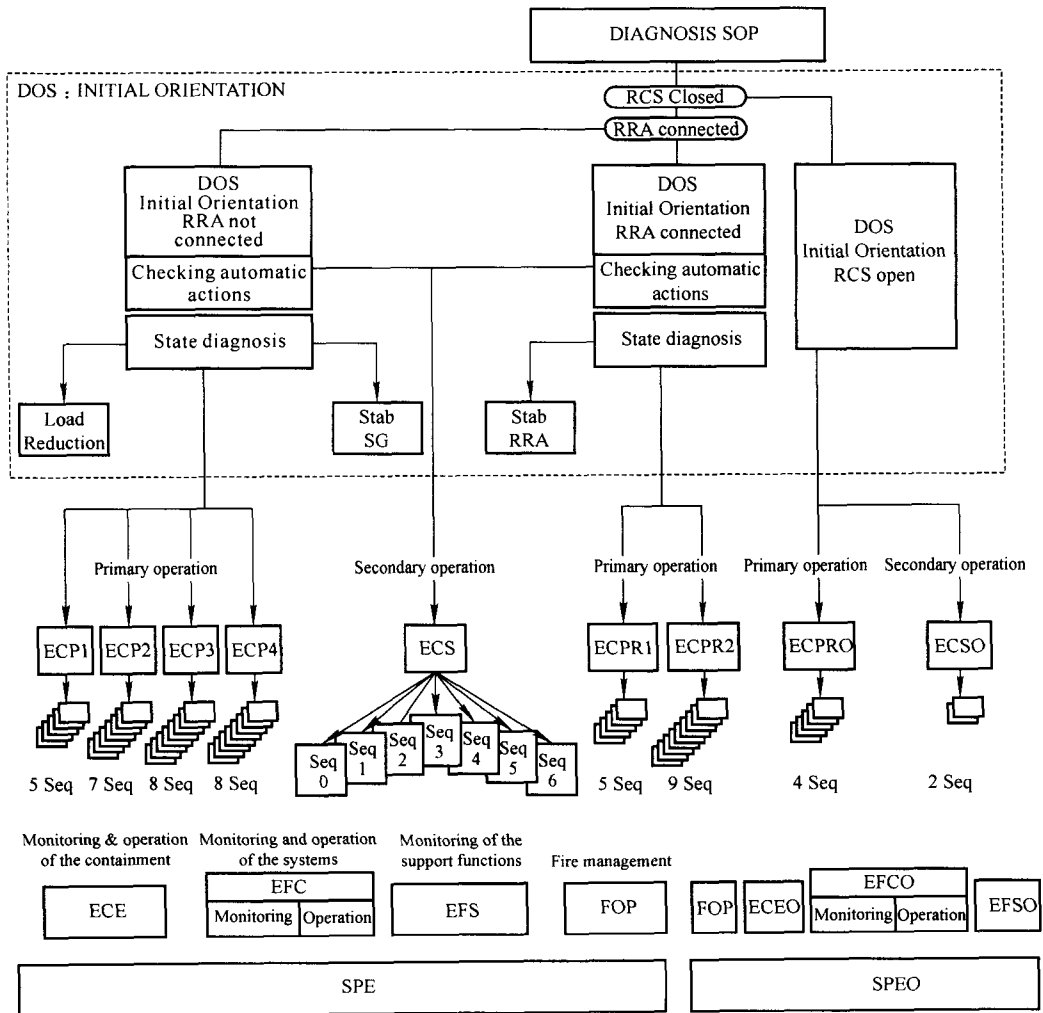 DIAGNOSIS SOP
DOS : INITIAL ORIENTATION
RCS Closed
RRA connected
DOS
Initial Orientation
RRA not
connected
Checking automatic
actions
State diagnosis
DOS
Initial Orientation
RRA connected
Checking automatic
actions
State diagnosis
DOS
Initial Orientation
RCS open
Load
Reduction
Stab
SG
Stab
RRA
Primary operation
Secondary operation
Primary operation
Primary operation
Secondary operation
ECP1
ECP2
ECP3
ECP4
ECS
ECPR1
ECPR2
ECPRO
ECSO
Seq
0
Seq
1
Seq
2
Seq
3
Seq
4
Seq
5
Seq
6
5 Seq
7 Seq
8 Seq
8 Seq
5 Seq
9 Seq
4 Seq
2 Seq
Monitoring & operation
of the containment
Monitoring and operation
of the systems
Monitoring of the
support functions
Fire management
ECE
EFC
Monitoring
Operation
EFS
FOP
FOP
ECEO
EFCO
Monitoring
Operation
EFSO
SPE
SPEO